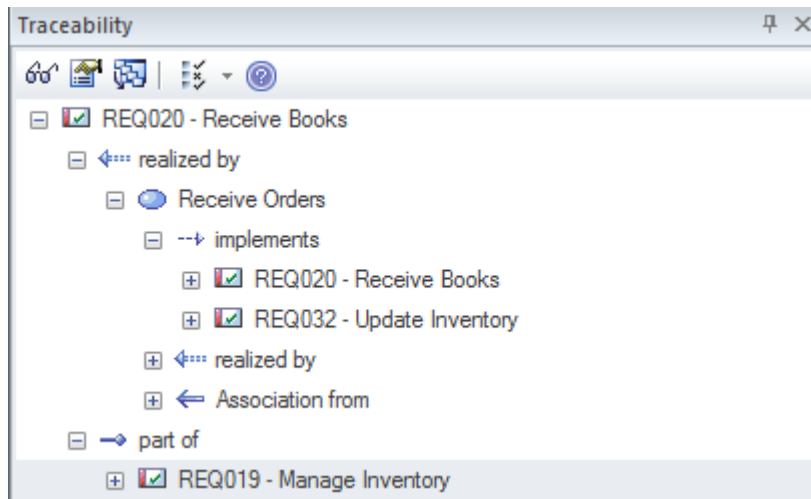 Traceability
REQ020 - Receive Books
realized by
Receive Orders
implements
REQ020 - Receive Books
REQ032 - Update Inventory
realized by
Association from
part of
REQ019 - Manage Inventory